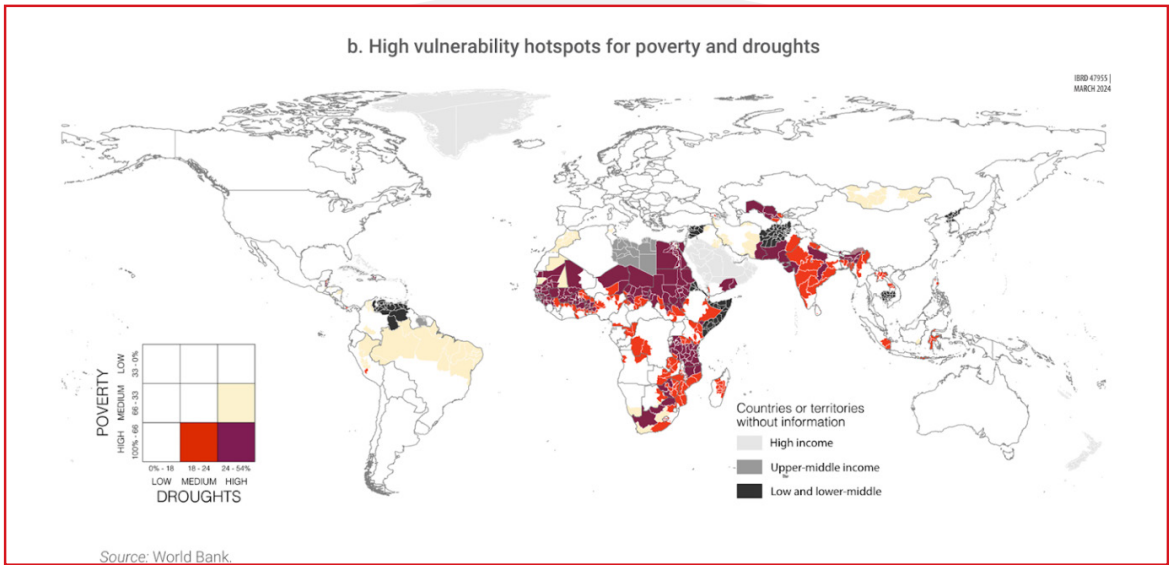 b. High vulnerability hotspots for poverty and droughts
IBRD 47955 |
MARCH 2024
POVERTY
LOW
33 - 0%
MEDIUM
66 - 33
HIGH
100% - 66
0% - 18
18 - 24
24 - 54%
LOW
MEDIUM
HIGH
DROUGHTS
Countries or territories
without information
High income
Upper-middle income
Low and lower-middle
Source: World Bank.